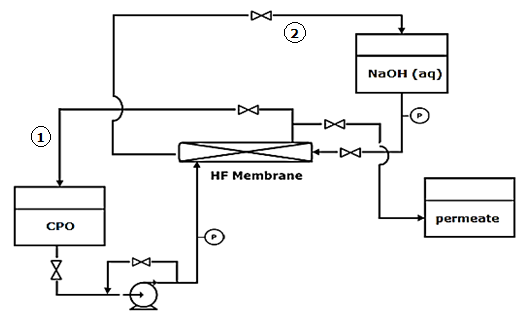 2
NaOH (aq)
P
1
HF Membrane
CPO
permeate
P